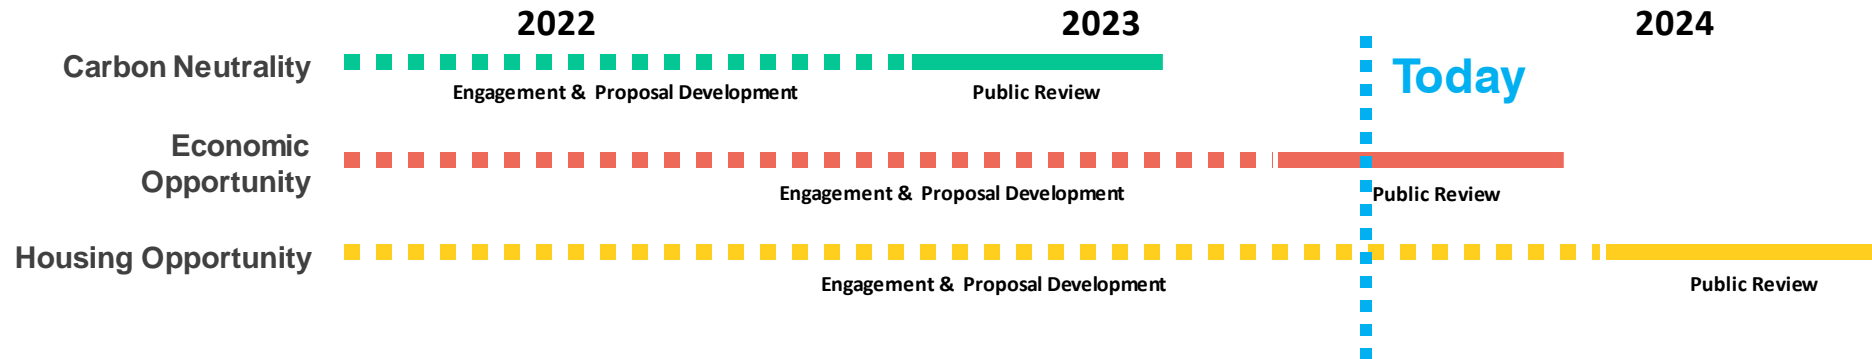 2022 2023 2024
Carbon Neutrality
Today
Engagement & Proposal Development Public Review
Economic
Opportunity
Engagement & Proposal Development Public Review
Housing Opportunity
Engagement & Proposal Development Public Review